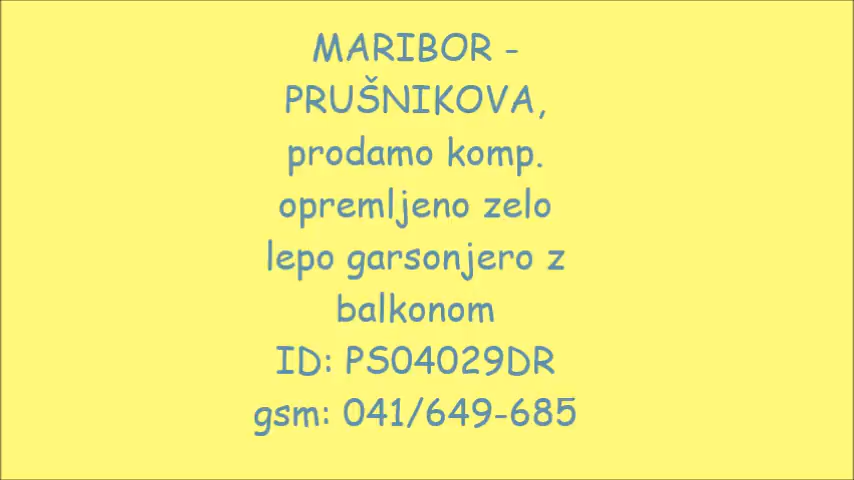 MARIBOR -
PRUŠNIKOVA,
prodamo komp.
opremljeno zelo
lepo garsonjero z
balkonom
ID: PS04029DR
gsm: 041/649-685